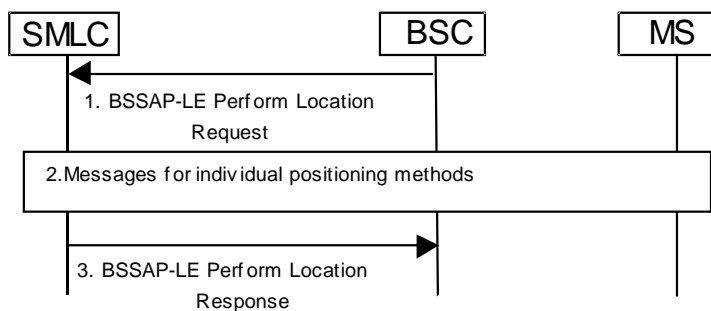 SMLC
BSC
MS
1. BSSAP-LE Perform Location
Request
2.Messages for individual positioning methods
3. BSSAP-LE Perform Location
Response